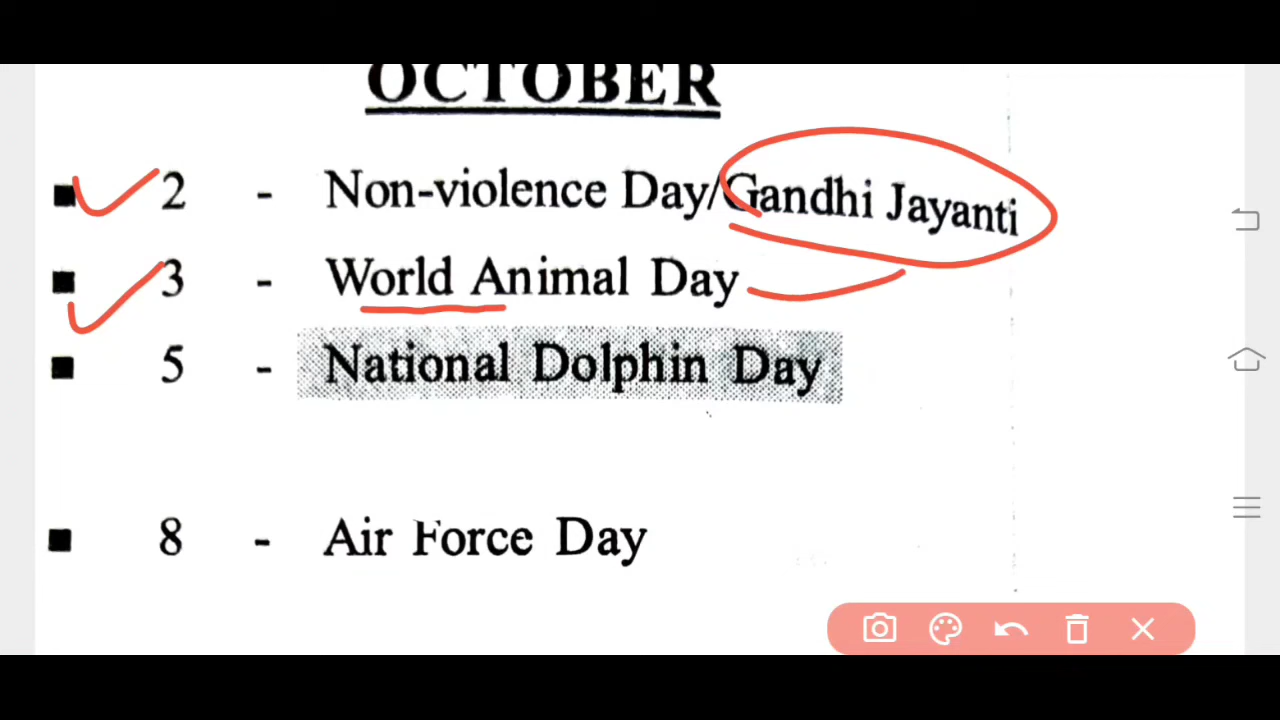 OCTOBER
■ 2 - Non-violence Day/Gandhi Jayanti
■ 3 - World Animal Day
■ 5 - National Dolphin Day
■ 8 - Air Force Day